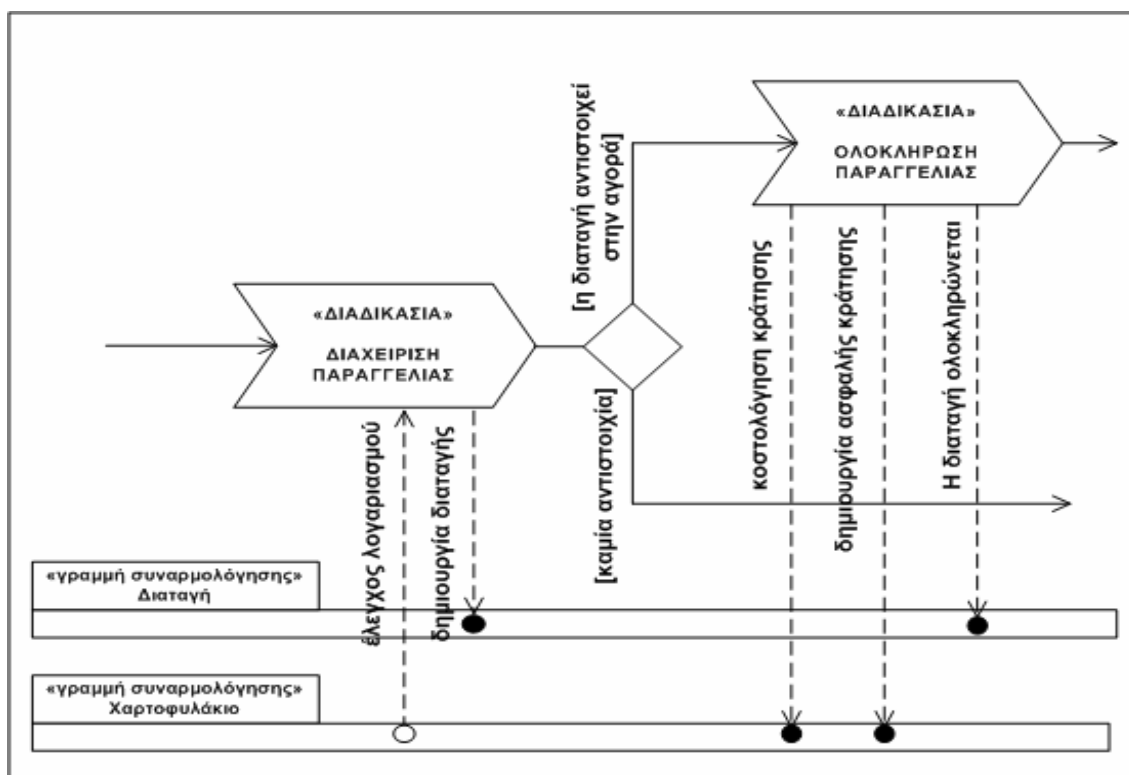 «ΔΙΑΔΙΚΑΣΙΑ»
ΟΛΟΚΛΗΡΩΣΗ
ΠΑΡΑΓΓΕΛΙΑΣ
[η διαταγή αντιστοιχεί
στην αγορά]
«ΔΙΑΔΙΚΑΣΙΑ»
ΔΙΑΧΕΙΡΙΣΗ
ΠΑΡΑΓΓΕΛΙΑΣ
έλεγχος λογαριασμού
δημιουργία διαταγής
[καμία αντιστοιχία]
κοστολόγηση κράτησης
δημιουργία ασφαλής κράτησης
Η διαταγή ολοκληρώνεται
«γραμμή συναρμολόγησης»
Διαταγή
«γραμμή συναρμολόγησης»
Χαρτοφυλάκιο